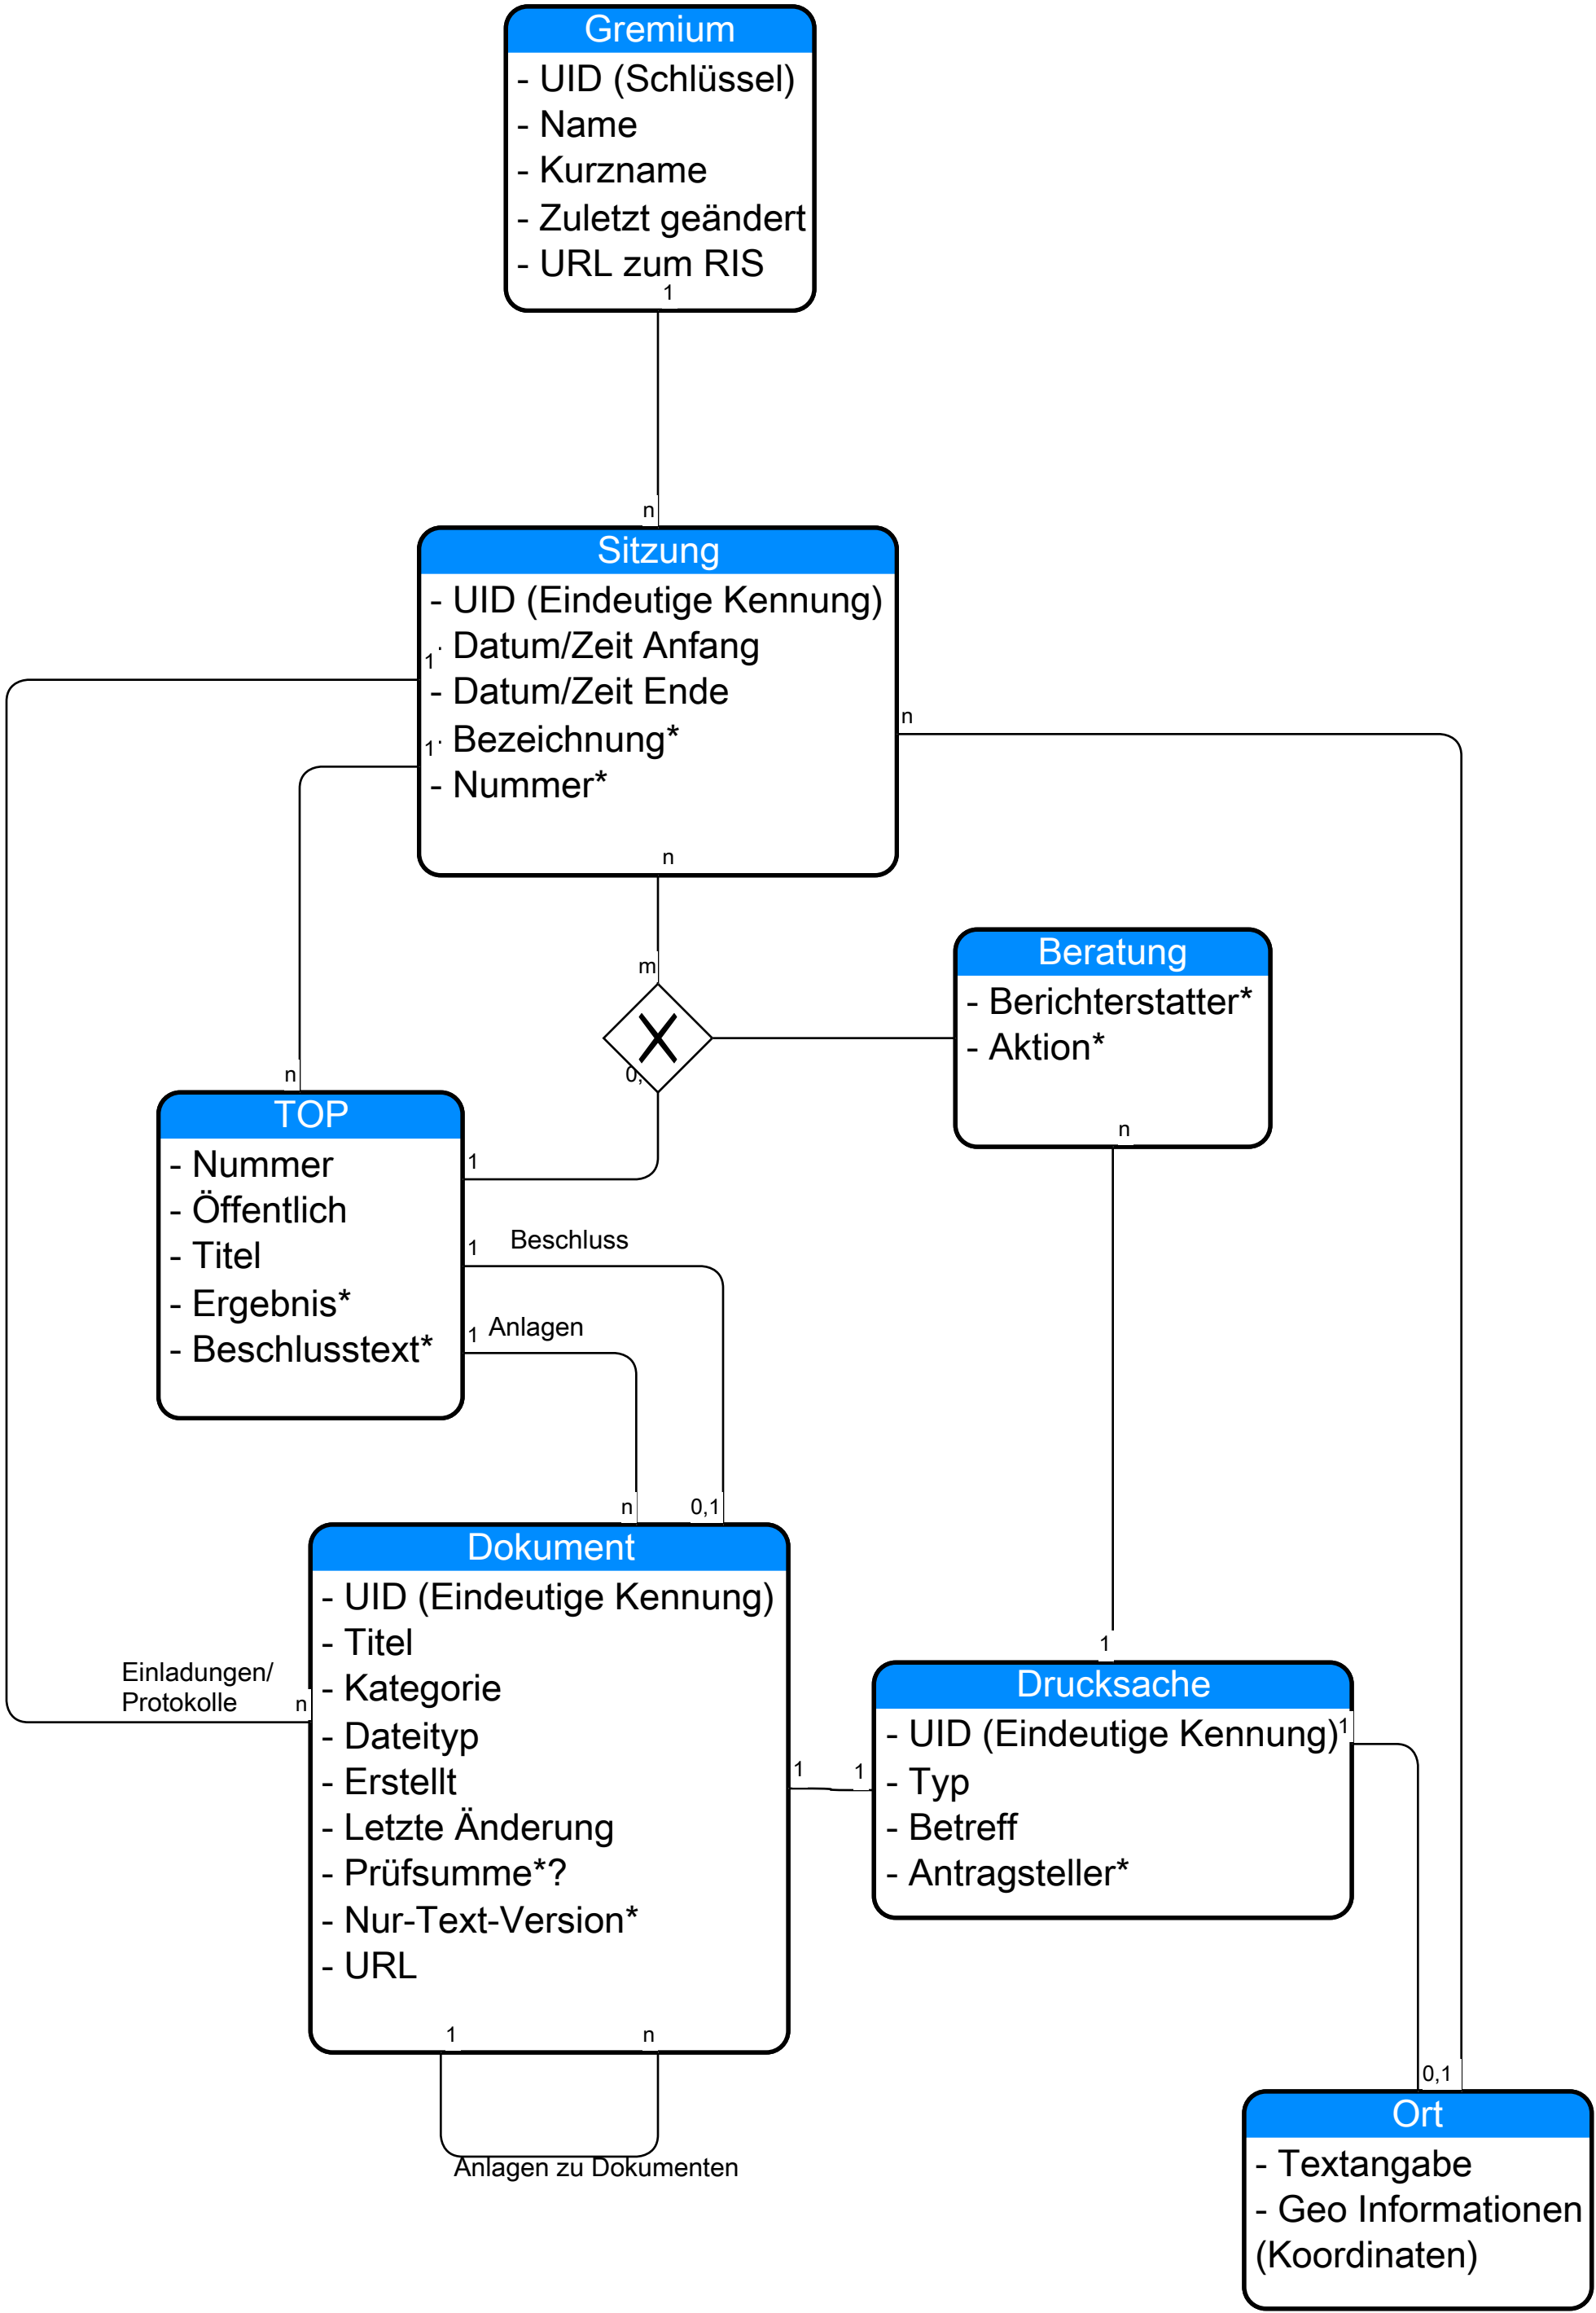 Gremium
- UID (Schlüssel)
- Name
- Kurzname
- Zuletzt geändert
- URL zum RIS
1
n
Sitzung
- UID (Eindeutige Kennung)
- Datum/Zeit Anfang
1
- Datum/Zeit Ende
n
- Bezeichnung*
1
- Nummer*
n
m
X
0,
Beratung
- Berichterstatter*
- Aktion*
n
n
TOP
- Nummer
- Öffentlich
- Titel
- Ergebnis*
- Beschlusstext*
1
1 Beschluss
1 Anlagen
n
0,1
Dokument
- UID (Eindeutige Kennung)
- Titel
- Kategorie
- Dateityp
- Erstellt
- Letzte Änderung
- Prüfsumme*?
- Nur-Text-Version*
- URL
1
n
Anlagen zu Dokumenten
Einladungen/
Protokolle
n
1
1
1
Drucksache
- UID (Eindeutige Kennung)
1
- Typ
- Betreff
- Antragsteller*
0,1
Ort
- Textangabe
- Geo Informationen
(Koordinaten)